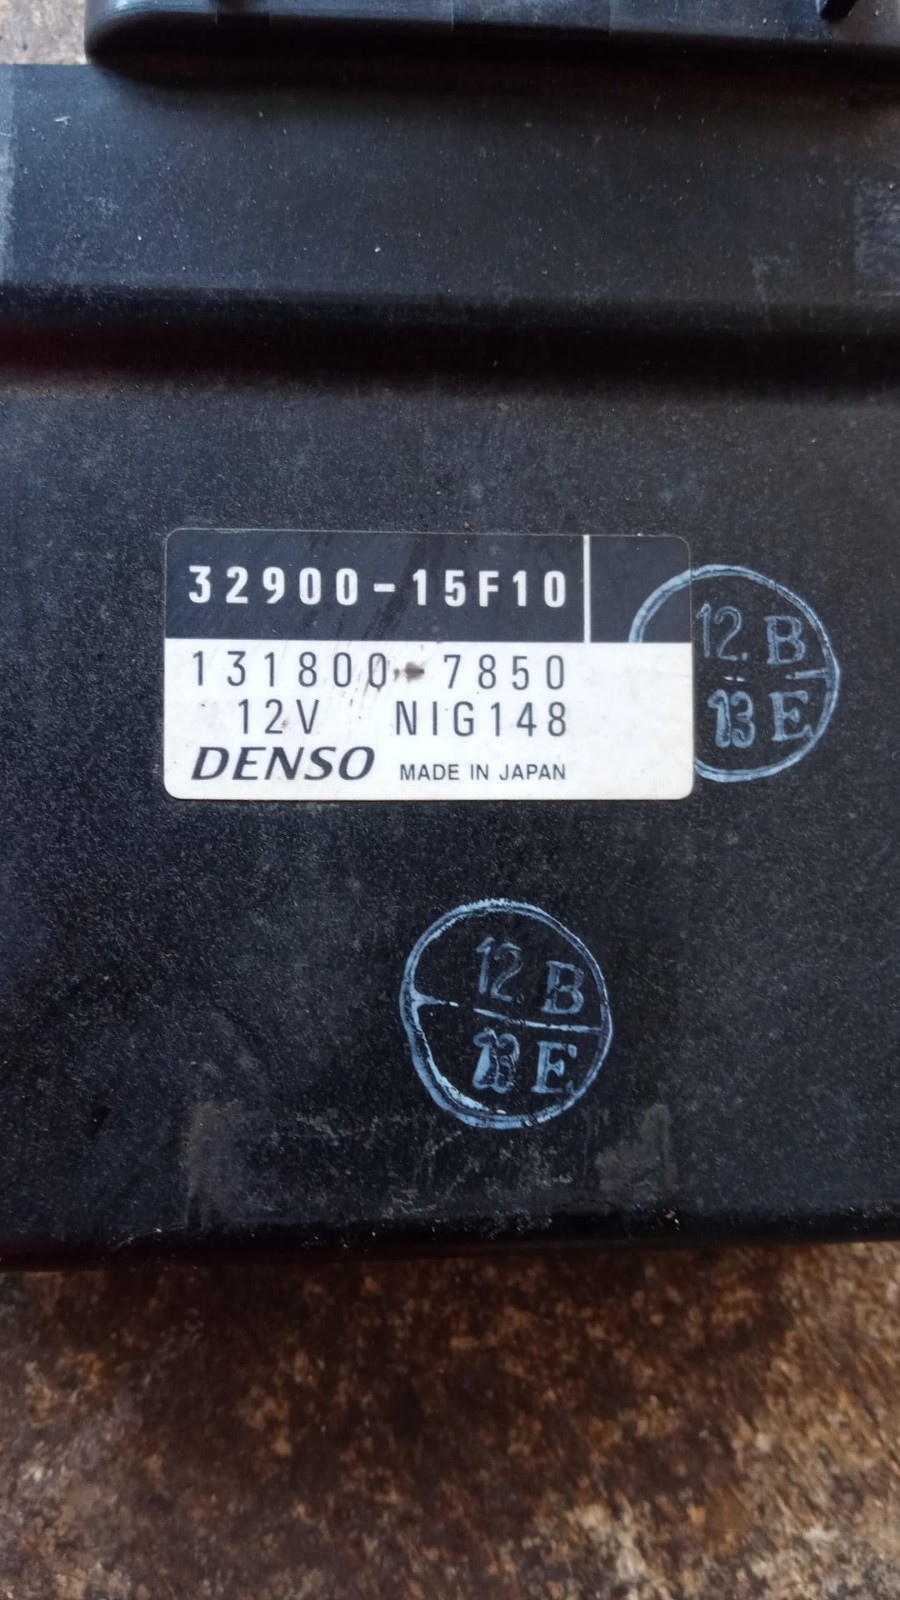 32900-15F10
131800-7850
12V NIG148
DENSO MADE IN JAPAN
12. B
13 E
12. B
13 E